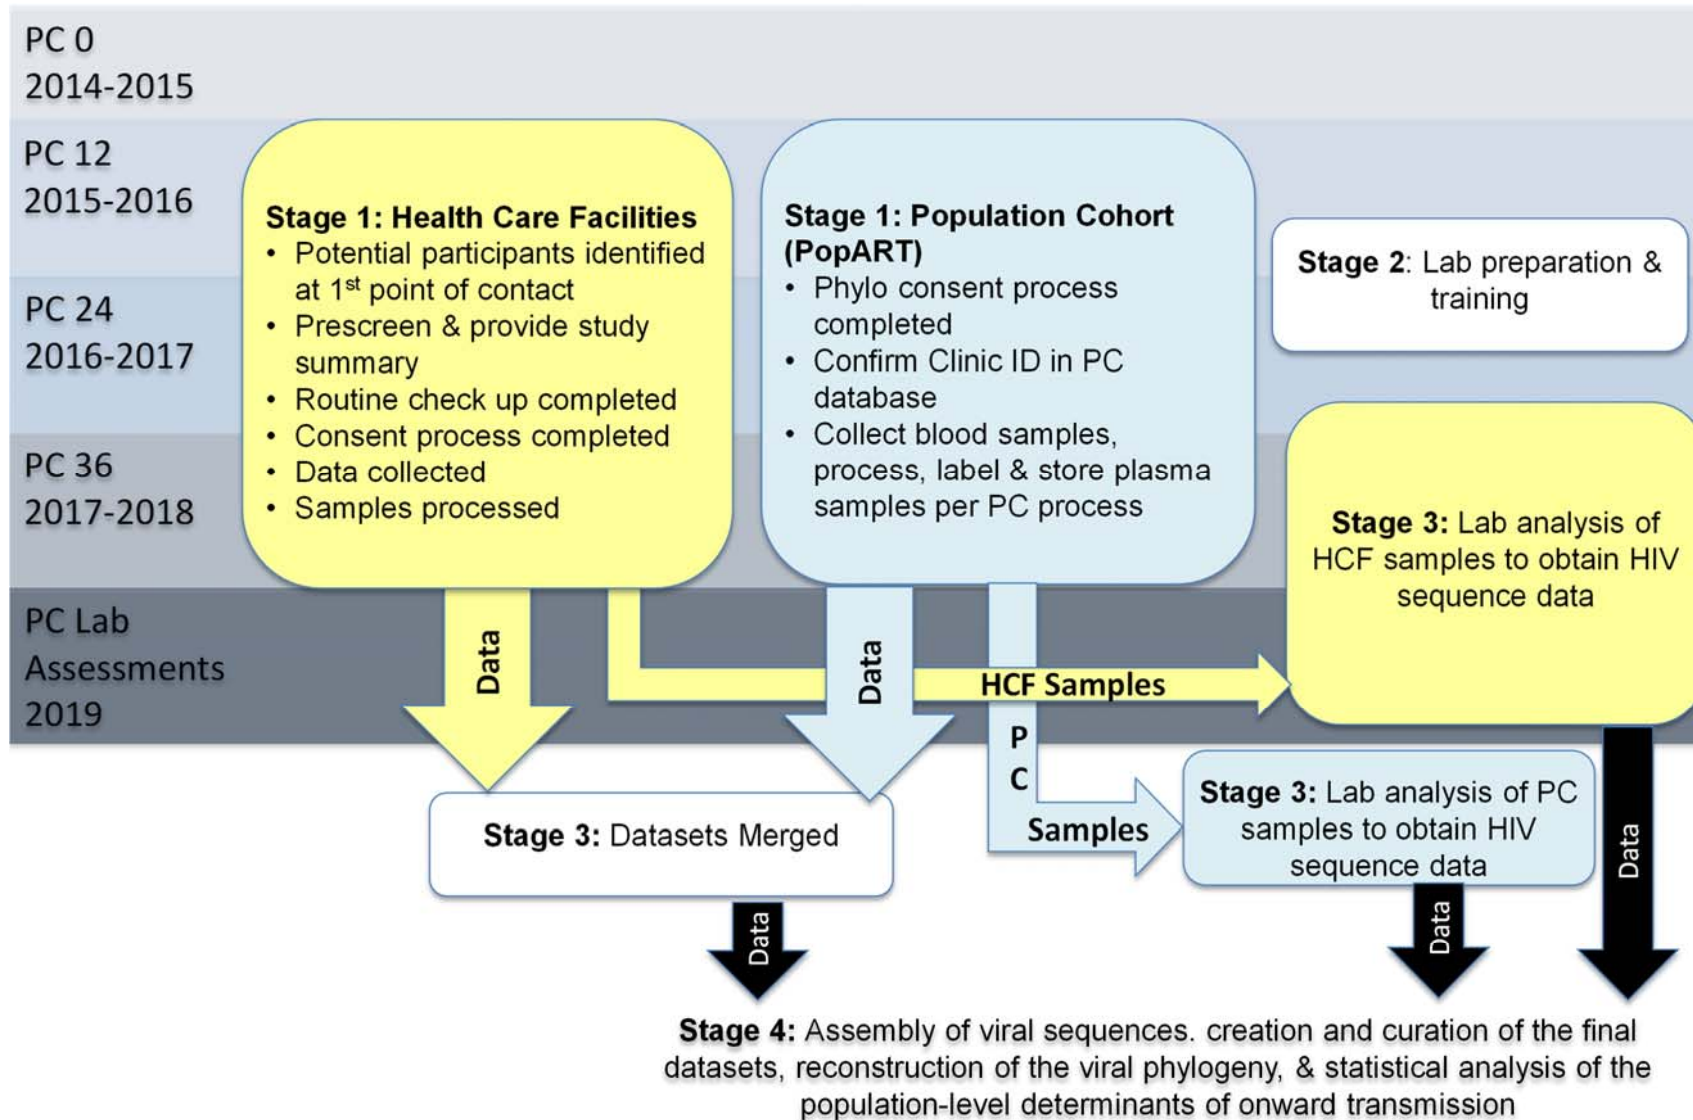 PC 0
2014-2015
PC 12
2015-2016
PC 24
2016-2017
PC 36
2017-2018
PC Lab
Assessments
2019
Stage 1: Health Care Facilities
• Potential participants identified
at 1st point of contact
• Prescreen & provide study
summary
• Routine check up completed
• Consent process completed
• Data collected
• Samples processed
Stage 1: Population Cohort
(PopART)
• Phylo consent process
completed
• Confirm Clinic ID in PC
database
• Collect blood samples,
process, label & store plasma
samples per PC process
Stage 2: Lab preparation &
training
Stage 3: Lab analysis of
HCF samples to obtain HIV
sequence data
Data
Data
HCF Samples
P
C
Samples
Stage 3: Datasets Merged
Stage 3: Lab analysis of PC
samples to obtain HIV
sequence data
Data
Data
Data
Stage 4: Assembly of viral sequences. creation and curation of the final
datasets, reconstruction of the viral phylogeny, & statistical analysis of the
population-level determinants of onward transmission